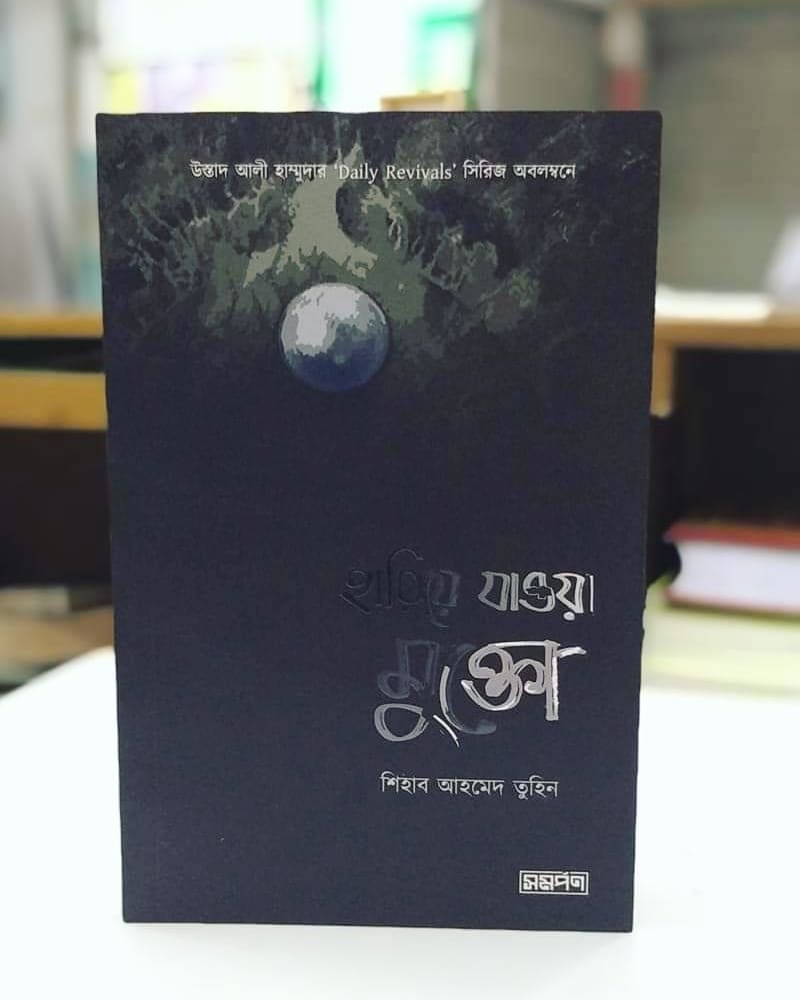 উস্তাদ আলী হাম্মুদার ‘Daily Revivals’ সিরিজ অবলম্বনে
হারিয়ে যাওয়া
মুক্তো
শিহাব আহমেদ তুহিন
সমর্পণ